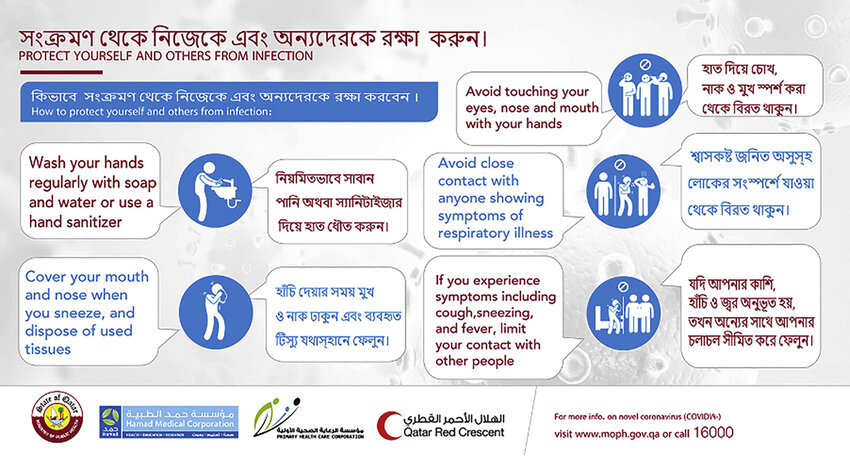 সংক্রমণ থেকে নিজেকে এবং অন্যদেরকে রক্ষা করুন।
PROTECT YOURSELF AND OTHERS FROM INFECTION
কিভাবে সংক্রমণ থেকে নিজেকে এবং অন্যদেরকে রক্ষা করবেন ।
How to protect yourself and others from infection:
Wash your hands
regularly with soap
and water or use a
hand sanitizer
নিয়মিতভাবে সাবান
পানি অথবা স্যানিটাইজার
দিয়ে হাত ধৌত করুন।
Cover your mouth
and nose when
you sneeze, and
dispose of used
tissues
হাঁচি দেয়ার সময় মুখ
ও নাক ঢাকুন এবং ব্যবহৃত
টিস্যু যথাস্হানে ফেলুন।
Avoid touching your
eyes, nose and mouth
with your hands
হাত দিয়ে চোখ,
নাক ও মুখ স্পর্শ করা
থেকে বিরত থাকুন।
Avoid close
contact with
anyone showing
symptoms of
respiratory illness
শ্বাসকষ্ট জনিত অসুস্হ
লোকের সংস্পর্শে যাওয়া
থেকে বিরত থাকুন।
If you experience
symptoms including
cough,sneezing,
and fever, limit
your contact with
other people
যদি আপনার কাশি,
হাঁচি ও জ্বর অনুভূত হয়,
তখন অন্যের সাথে আপনার
চলাচল সীমিত করে ফেলুন।
State of Qatar
MINISTRY OF PUBLIC HEALTH
مؤسسة حمد الطبية
Hamad Medical Corporation
HEALTH • EDUCATION • RESEARCH
صحة • تعليم • بحوث
Hamad
مؤسسة الرعاية الصحية الأولية
PRIMARY HEALTH CARE CORPORATION
الهلال الأحمر القطري
Qatar Red Crescent
For more info. on novel coronavirus
visit www.moph.gov.qa or call 16000